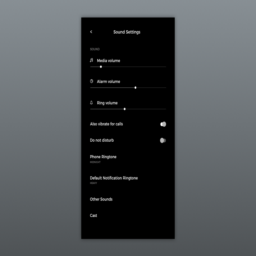 Sound Settings
SOUND
Media volume
Alarm volume
Ring volume
Also vibrate for calls
Do not disturb
Phone Ringtone
Default Notification Ringtone
Other Sounds
Cast